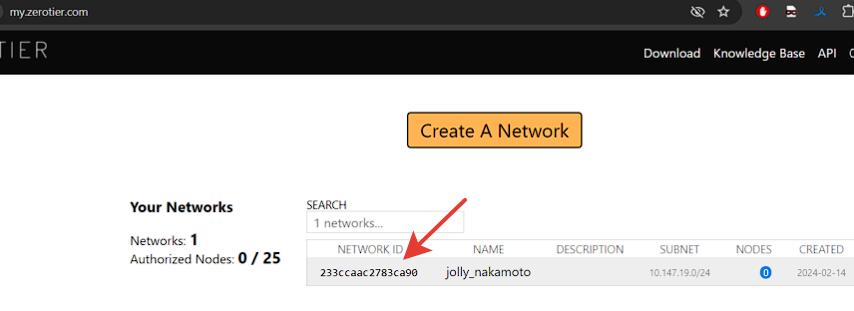 my.zerotier.com
TIER
Download Knowledge Base API
Create A Network
Your Networks
Networks: 1
Authorized Nodes: 0 / 25
SEARCH
1 networks...
NETWORK ID NAME DESCRIPTION SUBNET NODES CREATED
233ccaac2783ca90 jolly_nakamoto 10.147.19.0/24 0 2024-02-14